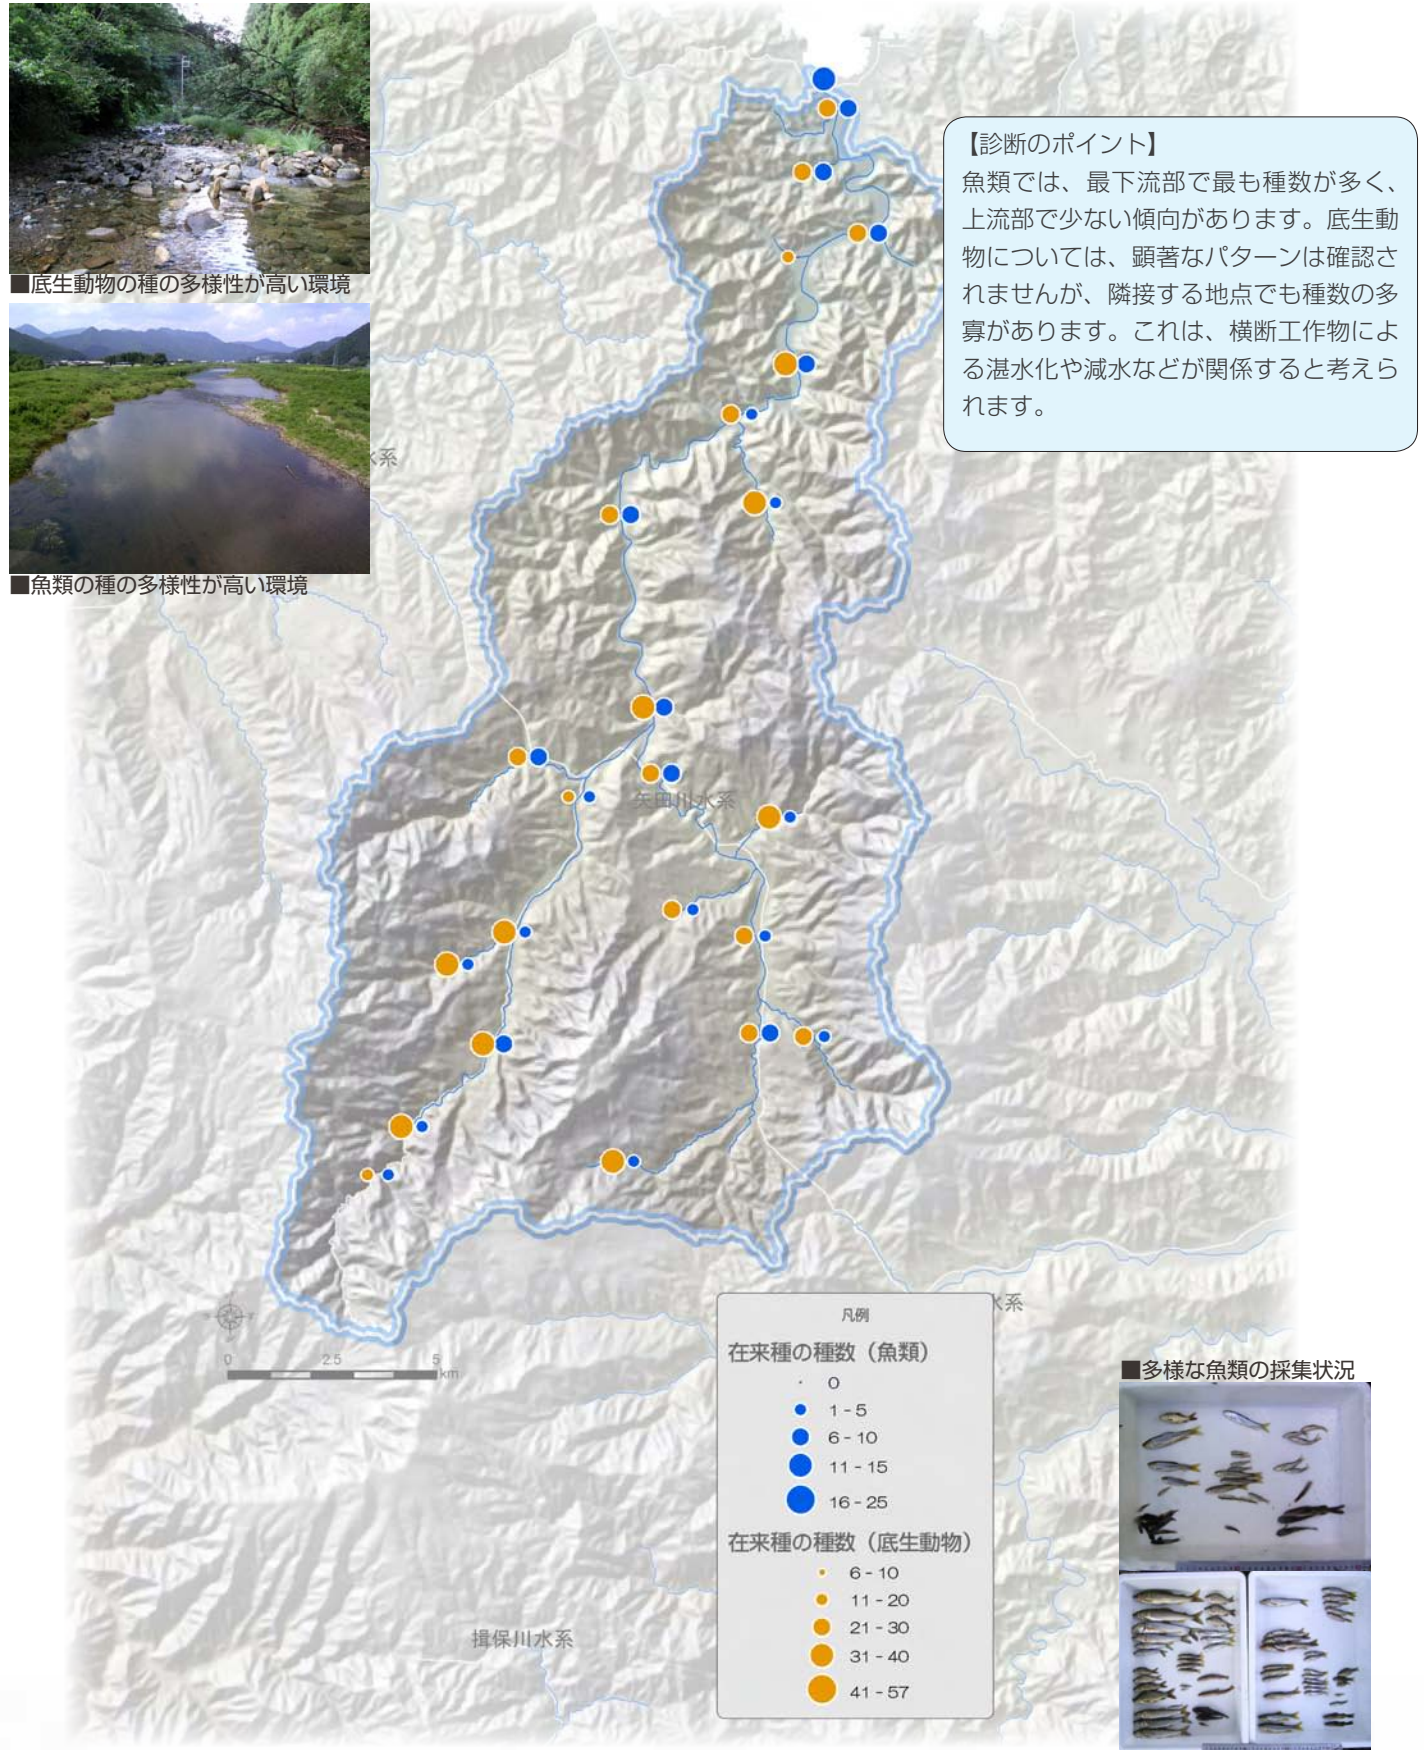 ■底生動物の種の多様性が高い環境
■魚類の種の多様性が高い環境
【診断のポイント】
魚類では、最下流部で最も種数が多く、
上流部で少ない傾向があります。底生動
物については、顕著なパターンは確認さ
れませんが、隣接する地点でも種数の多
寡があります。これは、横断工作物によ
る湛水化や減水などが関係すると考えら
れます。
水系
矢田川水系
水系
0 2.5 5
km
凡例
在来種の種数（魚類）
0
1 - 5
6 - 10
11 - 15
16 - 25
在来種の種数（底生動物）
6 - 10
11 - 20
21 - 30
31 - 40
41 - 57
揖保川水系
■多様な魚類の採集状況